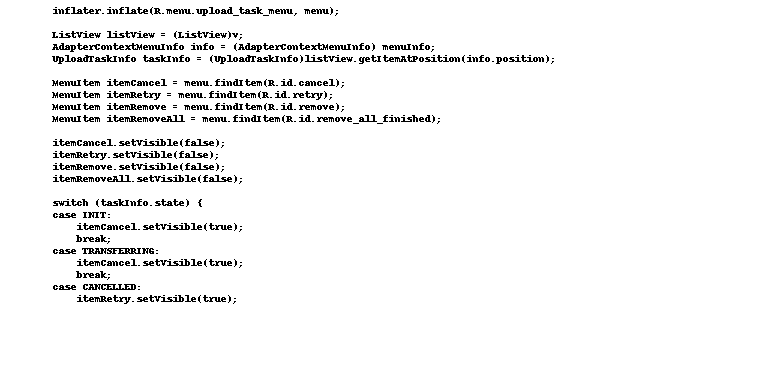 inflater.inflate(R.menu.upload_task_menu, menu);
ListView listView = (ListView)v;
AdapterContextMenuInfo info = (AdapterContextMenuInfo) menuInfo;
UploadTaskInfo taskInfo = (UploadTaskInfo)listView.getItemAtPosition(info.position);
MenuItem itemCancel = menu.findItem(R.id.cancel);
MenuItem itemRetry = menu.findItem(R.id.retry);
MenuItem itemRemove = menu.findItem(R.id.remove);
MenuItem itemRemoveAll = menu.findItem(R.id.remove_all_finished);
itemCancel.setVisible(false);
itemRetry.setVisible(false);
itemRemove.setVisible(false);
itemRemoveAll.setVisible(false);
switch (taskInfo.state) {
case INIT:
    itemCancel.setVisible(true);
    break;
case TRANSFERRING:
    itemCancel.setVisible(true);
    break;
case CANCELLED:
    itemRetry.setVisible(true);